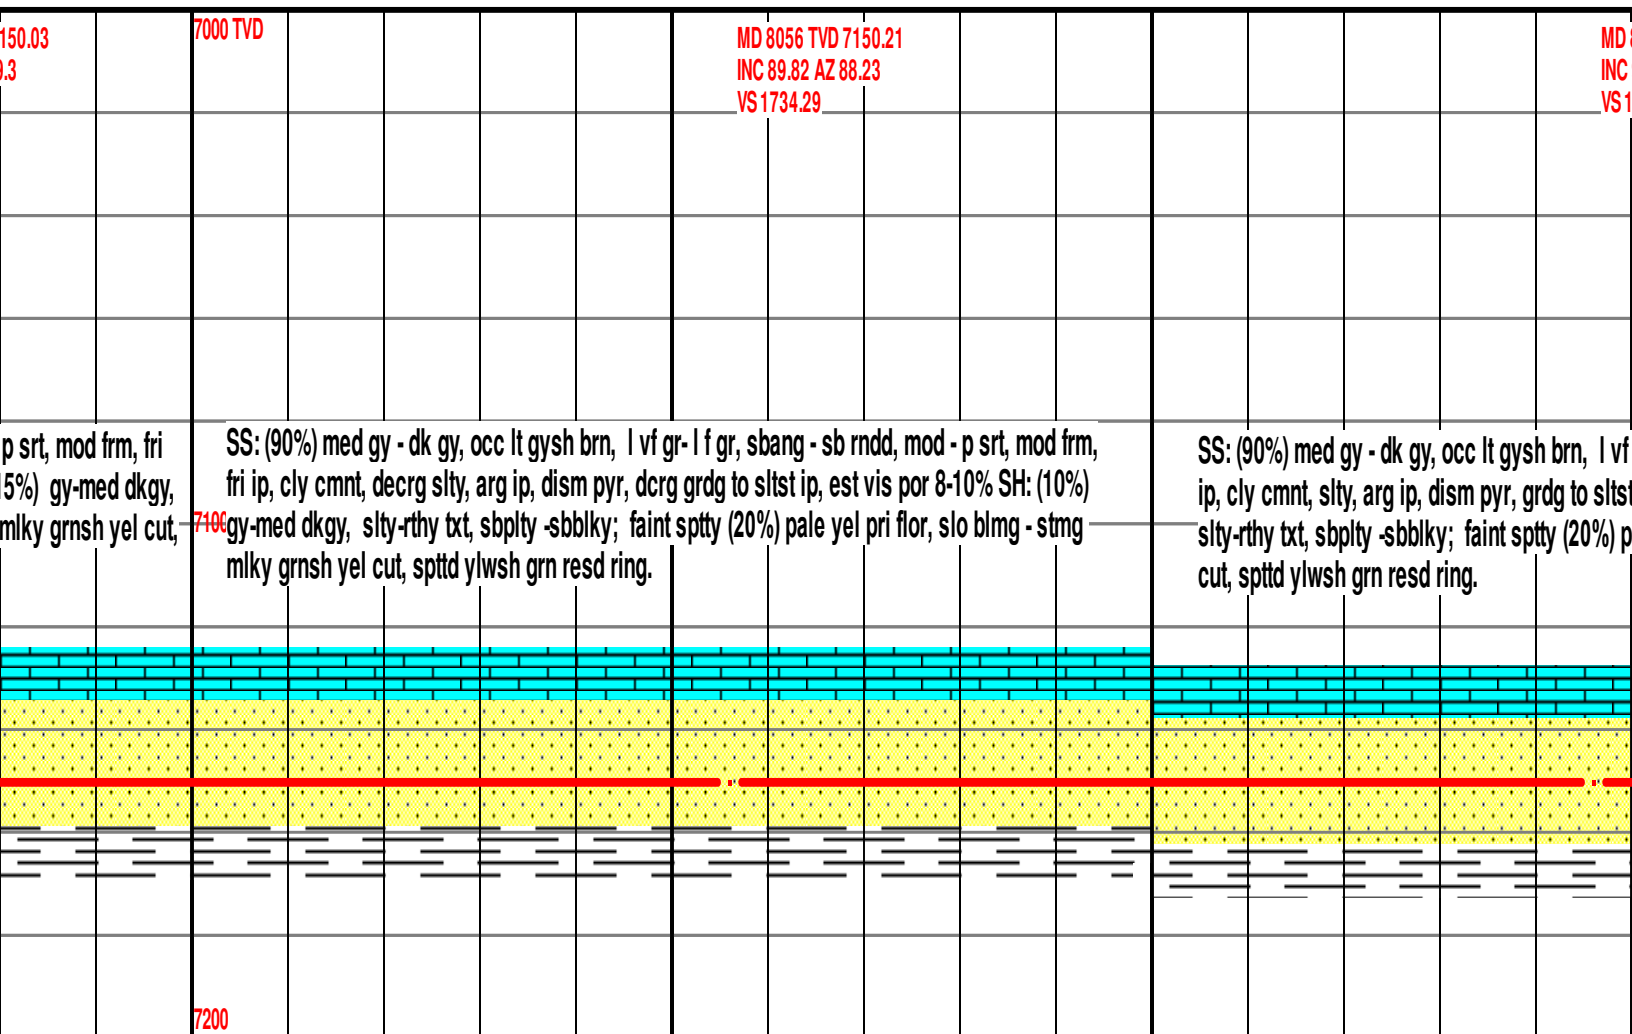 150.03
9.3
7000 TVD
MD 8056 TVD 7150.21
INC 89.82 AZ 88.23
VS 1734.29
MD 8
INC
VS 1
p srt, mod frm, fri
15%) gy-med dkgy,
mlky grnsh yel cut,
SS: (90%) med gy - dk gy, occ lt gysh brn, l vf gr- l f gr, sbang - sb rndd, mod - p srt, mod frm,
fri ip, cly cmnt, decrg slty, arg ip, dism pyr, dcrg grdg to sltst ip, est vis por 8-10% SH: (10%)
gy-med dkgy, slty-rthy txt, sbplty -sbblky; faint sptty (20%) pale yel pri flor, slo blmg - stmg
mlky grnsh yel cut, spttd ylwsh grn resd ring.
7100
SS: (90%) med gy - dk gy, occ lt gysh brn, l vf
ip, cly cmnt, slty, arg ip, dism pyr, grdg to sltst
slty-rthy txt, sbplty -sbblky; faint sptty (20%) p
cut, spttd ylwsh grn resd ring.
7200